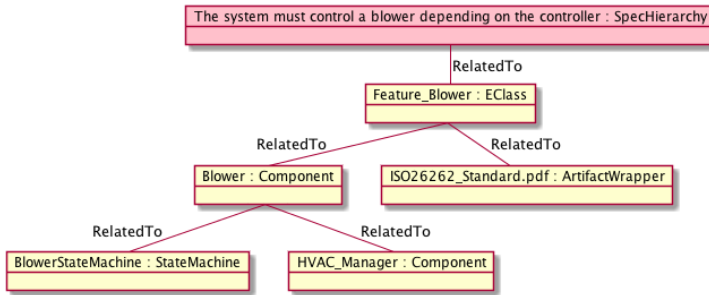 The system must control a blower depending on the controller : SpecHierarchy
RelatedTo
Feature_Blower : EClass
RelatedTo
RelatedTo
Blower : Component
ISO26262_Standard.pdf : ArtifactWrapper
RelatedTo
RelatedTo
BlowerStateMachine : StateMachine
HVAC_Manager : Component